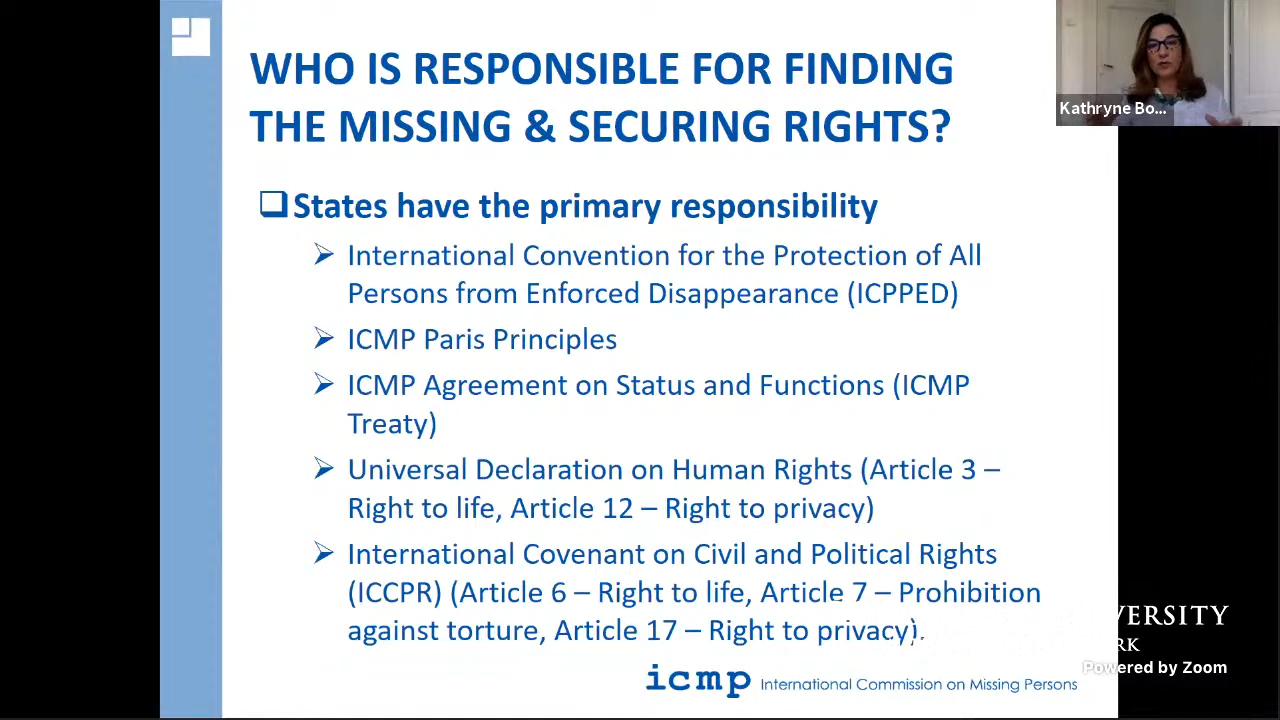 WHO IS RESPONSIBLE FOR FINDING
THE MISSING & SECURING RIGHTS?
Kathryne Bo...
States have the primary responsibility
International Convention for the Protection of All
Persons from Enforced Disappearance (ICPPED)
ICMP Paris Principles
ICMP Agreement on Status and Functions (ICMP
Treaty)
Universal Declaration on Human Rights (Article 3 –
Right to life, Article 12 – Right to privacy)
International Covenant on Civil and Political Rights
(ICCPR) (Article 6 – Right to life, Article 7 – Prohibition
against torture, Article 17 – Right to privacy).
icmp International Commission on Missing Persons
Powered by Zoom